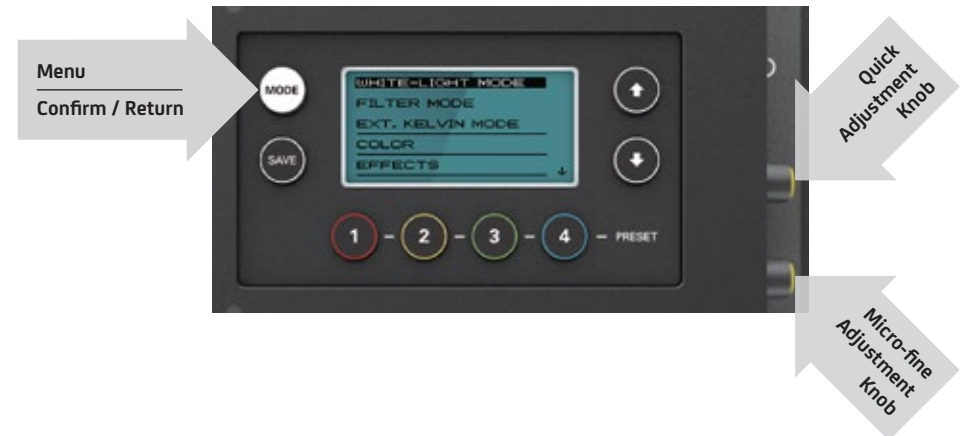 Menu
Confirm / Return
MODE
SAVE
WHITE-LIGHT MODE
FILTER MODE
EXT. KELVIN MODE
COLOR
EFFECTS ↓
1 - 2 - 3 - 4 - PRESET
Quick
Adjustment
Knob
Micro-fine
Adjustment
Knob